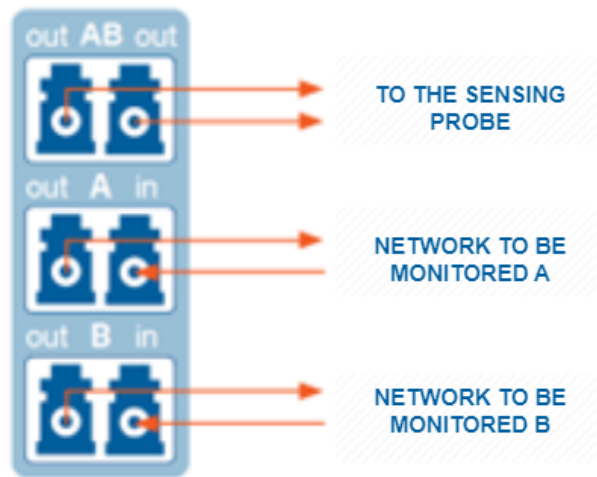 out AB out
TO THE SENSING
PROBE
out A in
NETWORK TO BE
MONITORED A
out B in
NETWORK TO BE
MONITORED B